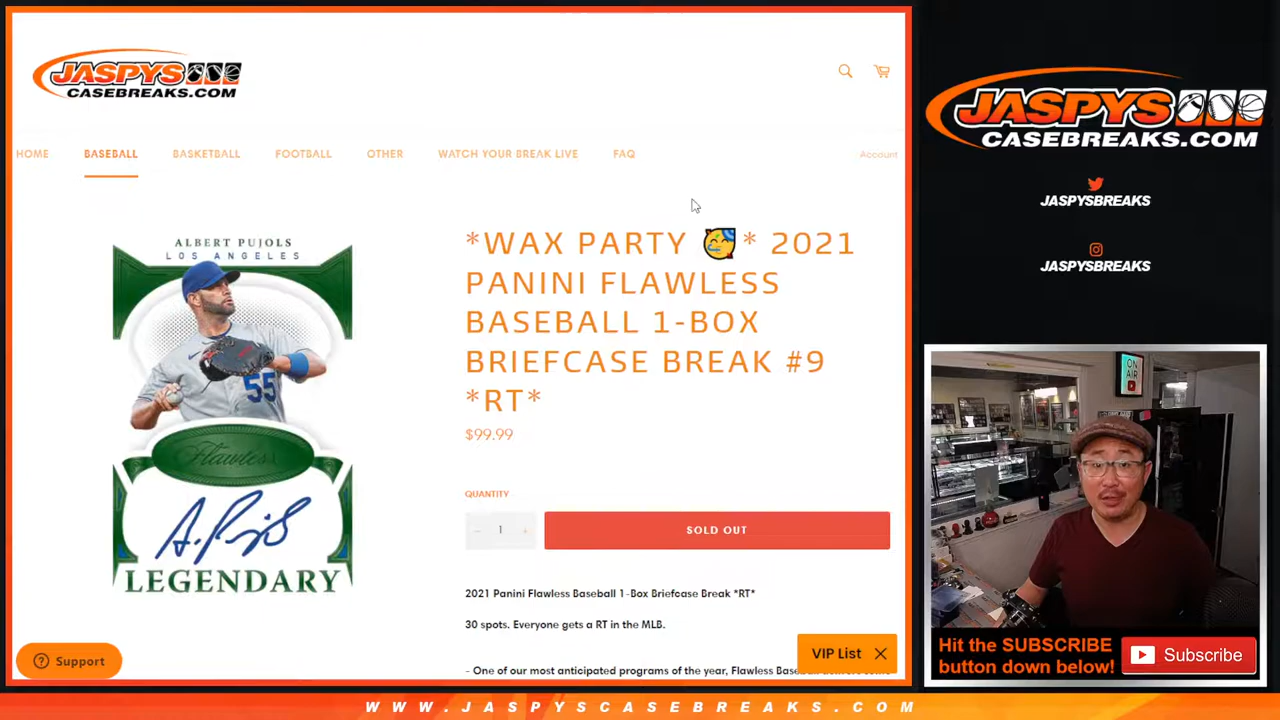 JASPYS
CASEBREAKS.COM
HOME BASEBALL BASKETBALL FOOTBALL OTHER WATCH YOUR BREAK LIVE FAQ Account
ALBERT PUJOLS
LOS ANGELES
55
Flawless
A. Pujols
LEGENDARY
*WAX PARTY 🥳* 2021
PANINI FLAWLESS
BASEBALL 1-BOX
BRIEFCASE BREAK #9
*RT*
$99.99
QUANTITY
− 1 +
SOLD OUT
2021 Panini Flawless Baseball 1-Box Briefcase Break *RT*
30 spots. Everyone gets a RT in the MLB.
- One of our most anticipated programs of the year, Flawless
Support
VIP List ×
JASPYS
CASEBREAKS.COM
JASPYSBREAKS
JASPYSBREAKS
ON
AIR
Hit the SUBSCRIBE
button down below!
Subscribe
WWW.JASPYSCASEBREAKS.COM